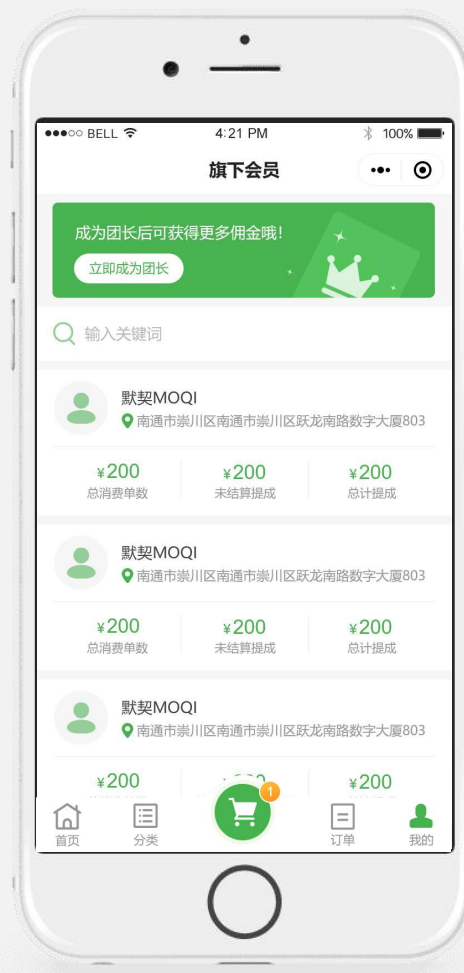 BELL
4:21 PM
100%
旗下会员
成为团长后可获得更多佣金哦！
立即成为团长
输入关键词
默契MOQI
南通市崇川区南通市崇川区跃龙南路数字大厦803
¥200 ¥200 ¥200
总消费单数 未结算提成 总计提成
默契MOQI
南通市崇川区南通市崇川区跃龙南路数字大厦803
¥200 ¥200 ¥200
总消费单数 未结算提成 总计提成
默契MOQI
南通市崇川区南通市崇川区跃龙南路数字大厦803
¥200 ¥200
1
首页 分类 订单 我的